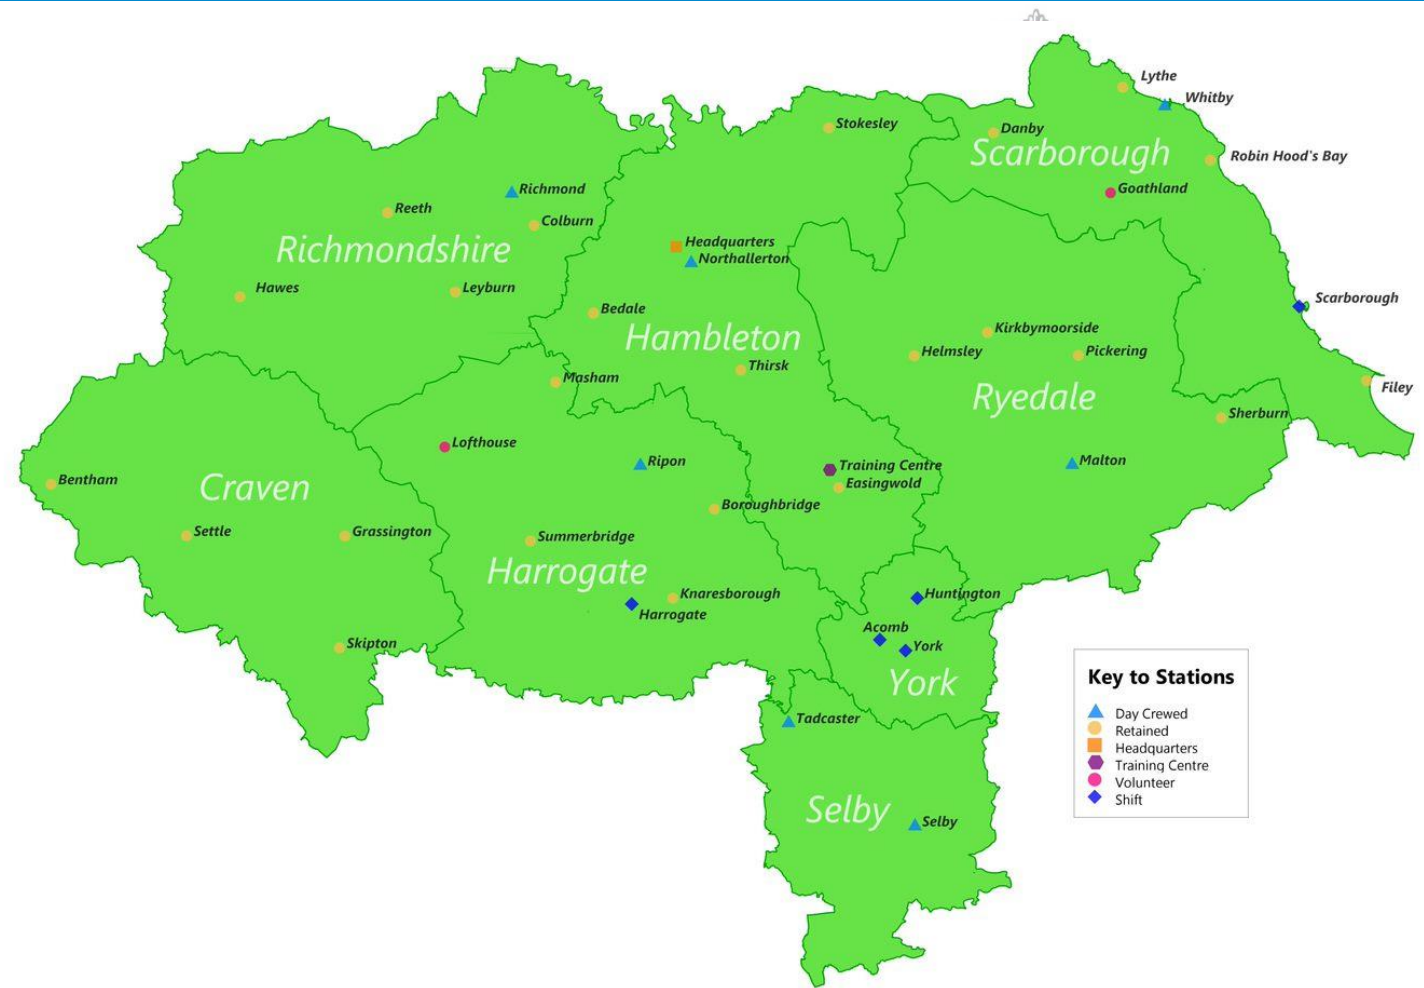 Lythe
Whitby
Stokesley
Danby
Scarborough
Robin Hood's Bay
Richmond
Goathland
Reeth
Colburn
Richmondshire
Headquarters
Northallerton
Hawes
Leyburn
Scarborough
Bedale
Hambleton
Kirkbymoorside
Helmsley
Pickering
Thirsk
Masham
Filey
Ryedale
Sherburn
Lofthouse
Ripon
Malton
Training Centre
Bentham
Craven
Easingwold
Boroughbridge
Settle
Grassington
Summerbridge
Harrogate
Knaresborough
Huntington
Harrogate
Acomb
Skipton
York
York
Tadcaster
Selby
Selby
Key to Stations
Day Crewed
Retained
Headquarters
Training Centre
Volunteer
Shift